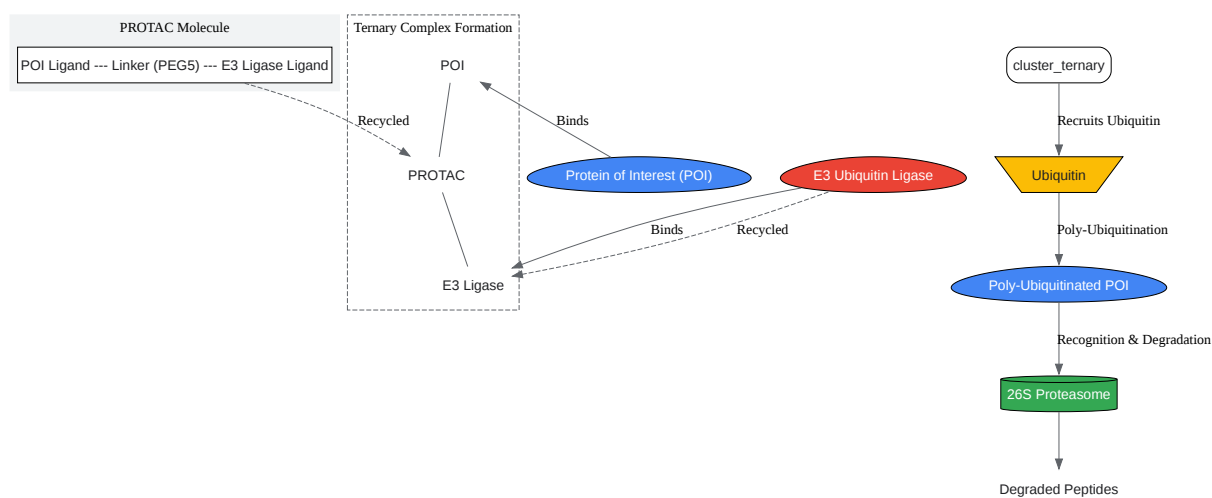 PROTAC Molecule
POI Ligand --- Linker (PEG5) --- E3 Ligase Ligand
Ternary Complex Formation
POI
PROTAC
E3 Ligase
Recycled
Binds
Protein of Interest (POI)
E3 Ubiquitin Ligase
Binds
Recycled
cluster_ternary
Recruits Ubiquitin
Ubiquitin
Poly-Ubiquitination
Poly-Ubiquitinated POI
Recognition & Degradation
26S Proteasome
Degraded Peptides